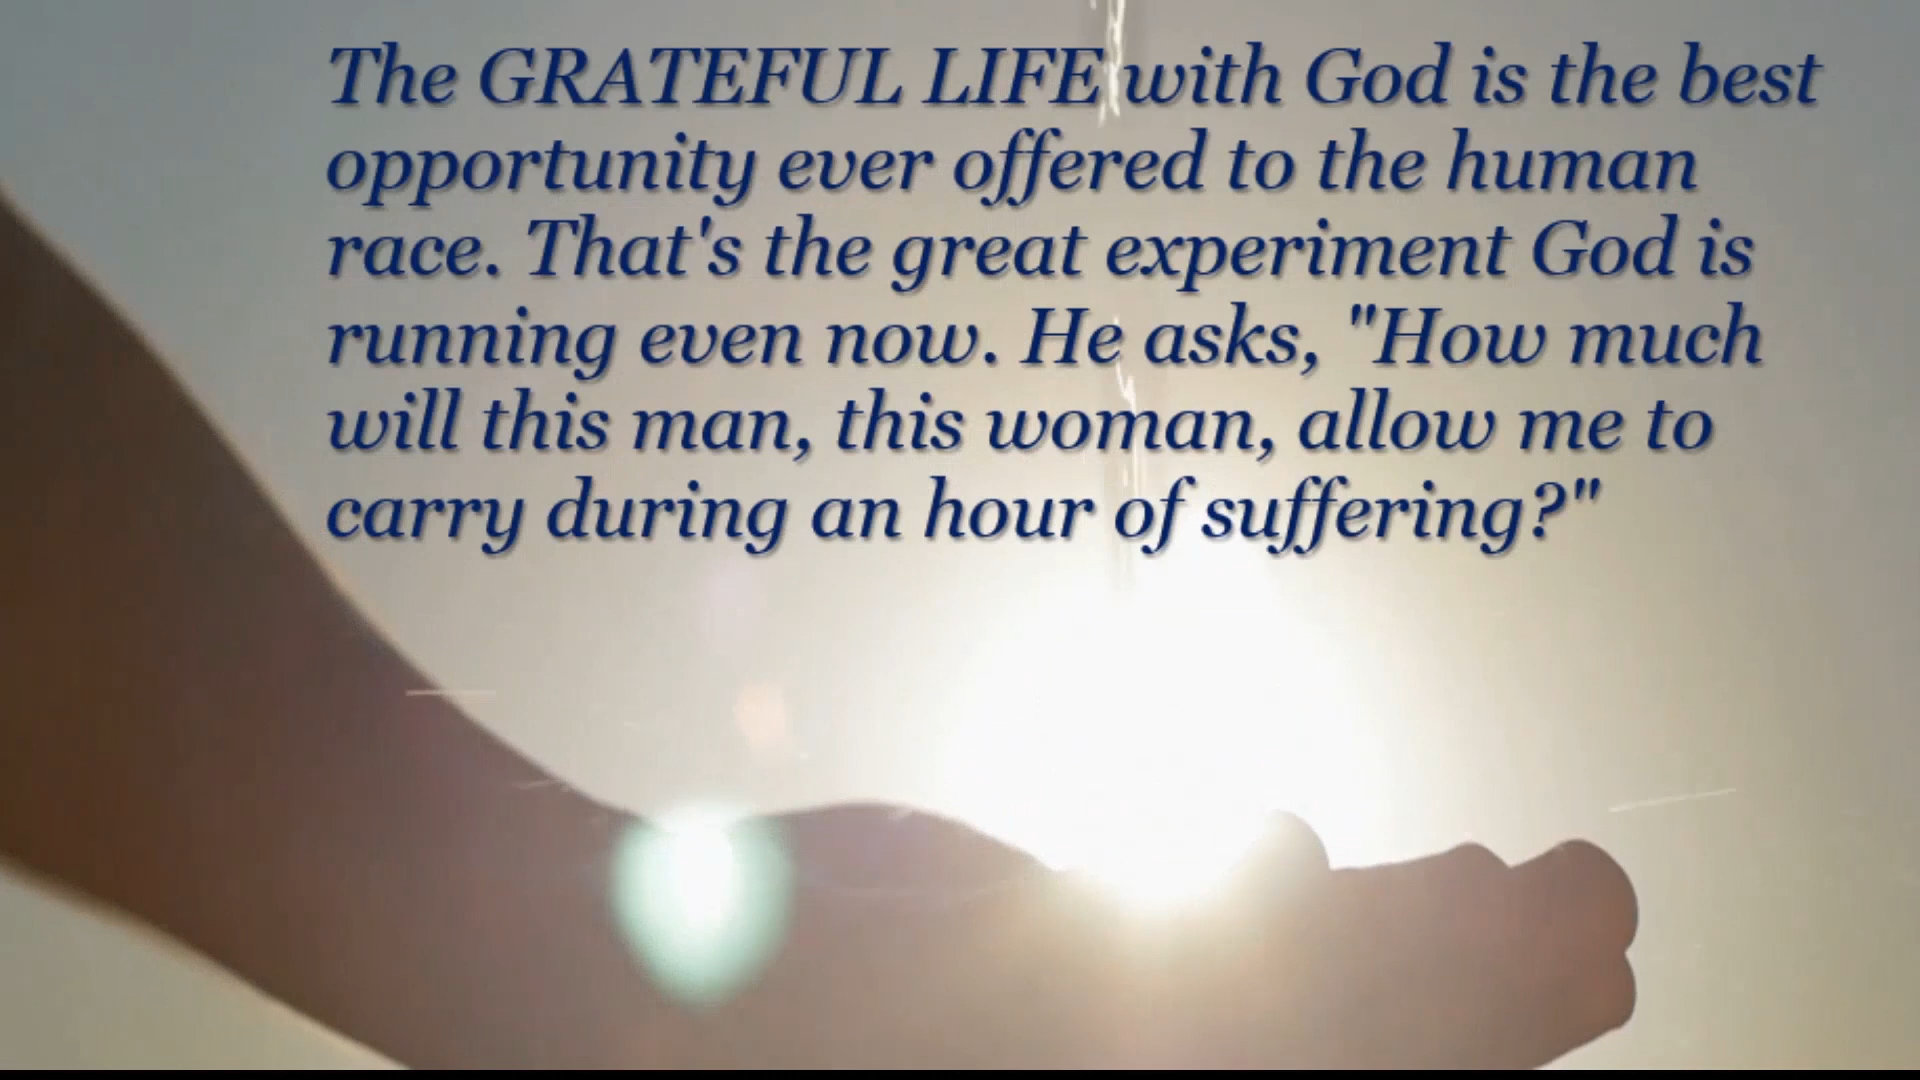 The GRATEFUL LIFE with God is the best
opportunity ever offered to the human
race. That's the great experiment God is
running even now. He asks, "How much
will this man, this woman, allow me to
carry during an hour of suffering?"